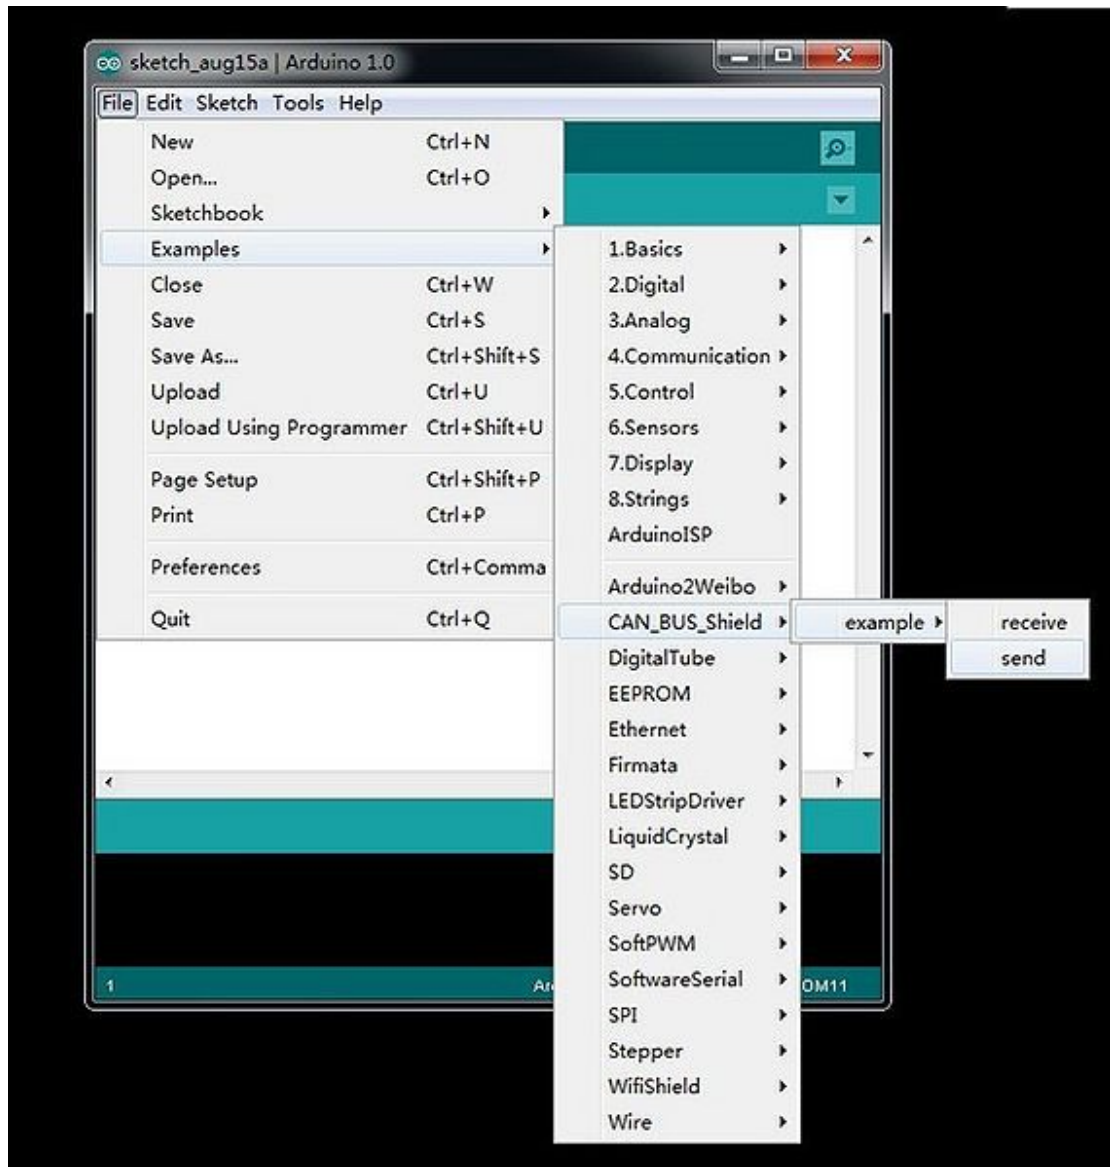 sketch_aug15a | Arduino 1.0
File Edit Sketch Tools Help
New Ctrl+N
Open... Ctrl+O
Sketchbook
Examples
Close Ctrl+W
Save Ctrl+S
Save As... Ctrl+Shift+S
Upload Ctrl+U
Upload Using Programmer Ctrl+Shift+U
Page Setup Ctrl+Shift+P
Print Ctrl+P
Preferences Ctrl+Comma
Quit Ctrl+Q
1.Basics
2.Digital
3.Analog
4.Communication
5.Control
6.Sensors
7.Display
8.Strings
ArduinoISP
Arduino2Weibo
CAN_BUS_Shield
DigitalTube
EEPROM
Ethernet
Firmata
LEDStripDriver
LiquidCrystal
SD
Servo
SoftPWM
SoftwareSerial
SPI
Stepper
WifiShield
Wire
example
receive
send
1 Ar OM11